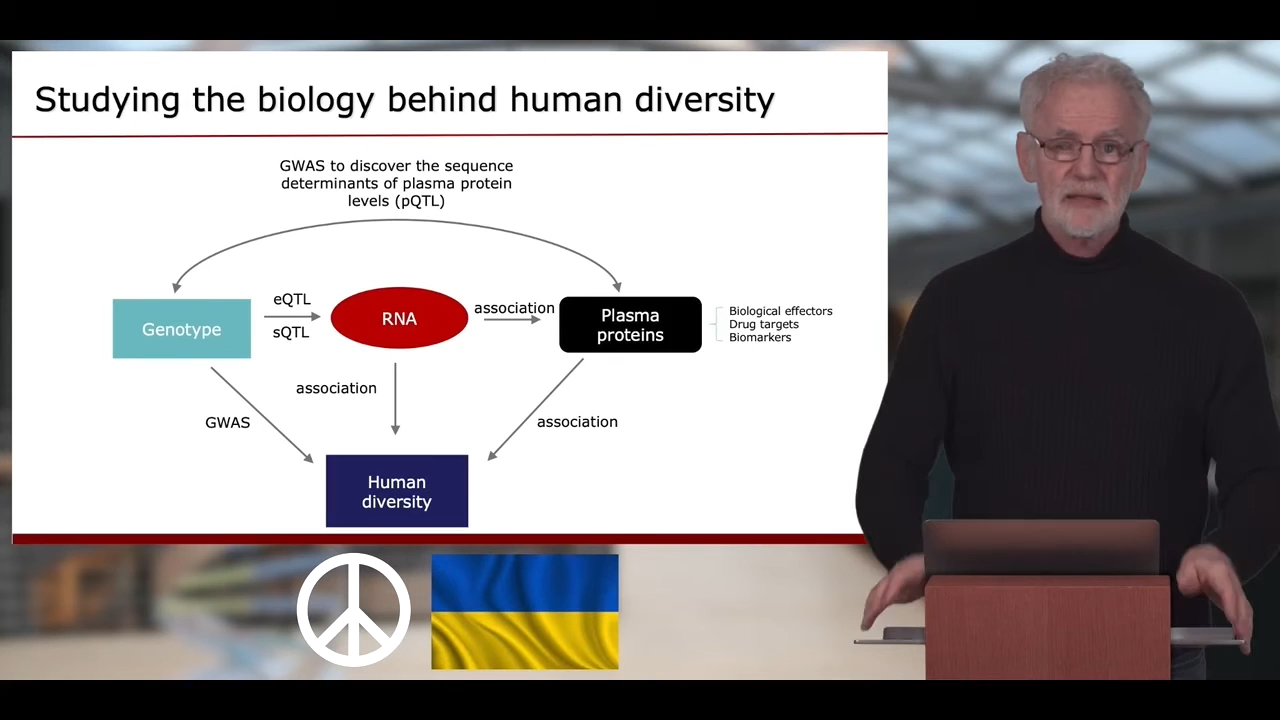 Studying the biology behind human diversity
GWAS to discover the sequence
determinants of plasma protein
levels (pQTL)
Genotype
eQTL
sQTL
RNA
association
Plasma
proteins
Biological effectors
Drug targets
Biomarkers
association
GWAS
association
Human
diversity